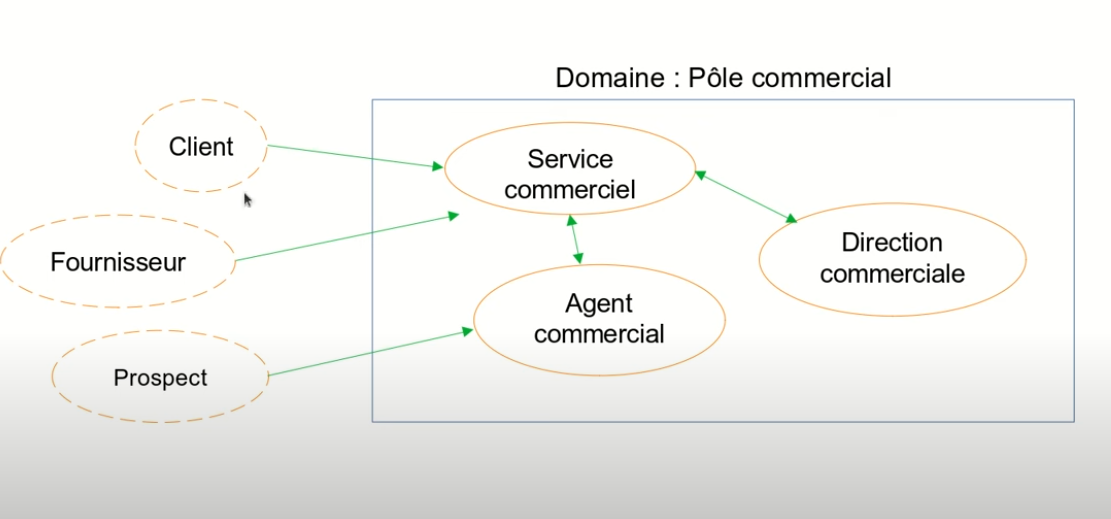 Domaine : Pôle commercial
Client
Service
commerciel
Fournisseur
Direction
commerciale
Agent
commercial
Prospect